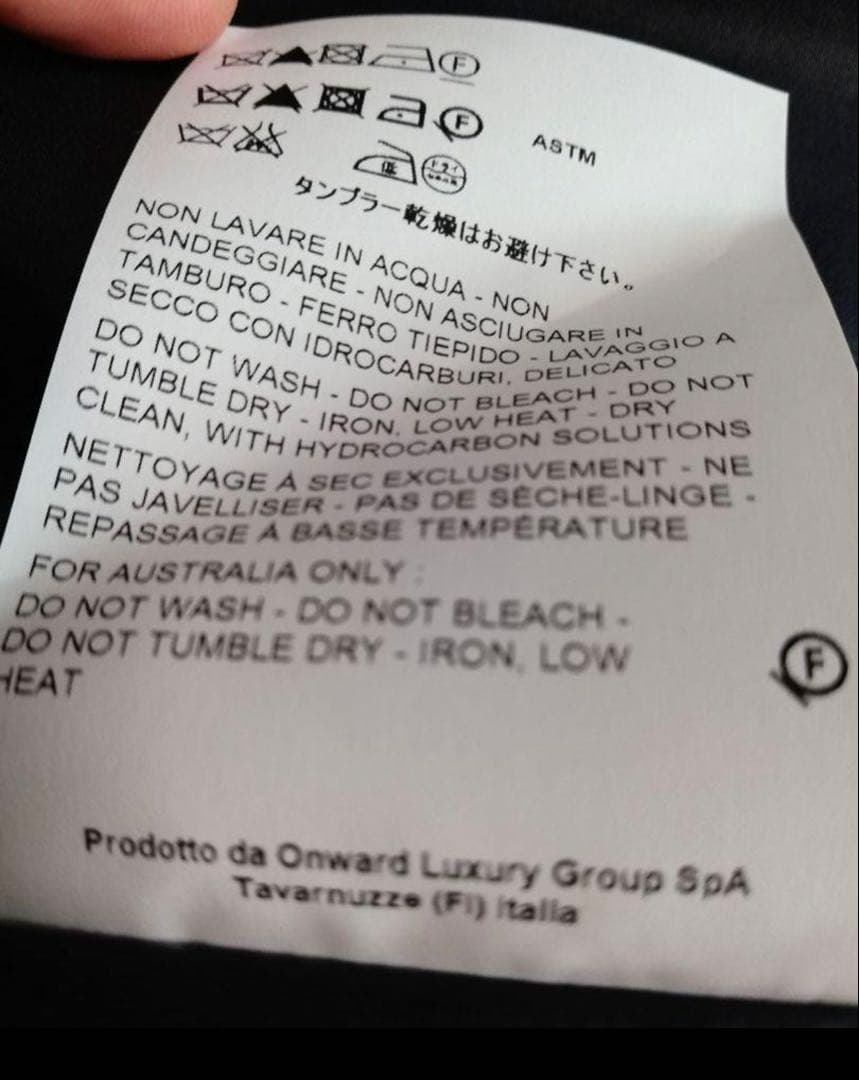 F
F
ASTM
低 ドライ
タンブラー乾燥はお避け下さい。
NON LAVARE IN ACQUA - NON
CANDEGGIARE - NON ASCIUGARE IN
TAMBURO - FERRO TIEPIDO - LAVAGGIO A
SECCO CON IDROCARBURI, DELICATO
DO NOT WASH - DO NOT BLEACH - DO NOT
TUMBLE DRY - IRON, LOW HEAT - DRY
CLEAN, WITH HYDROCARBON SOLUTIONS
NETTOYAGE À SEC EXCLUSIVEMENT - NE
PAS JAVELLISER - PAS DE SÈCHE-LINGE -
REPASSAGE À BASSE TEMPÉRATURE
FOR AUSTRALIA ONLY :
DO NOT WASH - DO NOT BLEACH -
DO NOT TUMBLE DRY - IRON, LOW
HEAT
F
Prodotto da Onward Luxury Group SpA
Tavarnuzze (FI) Italia